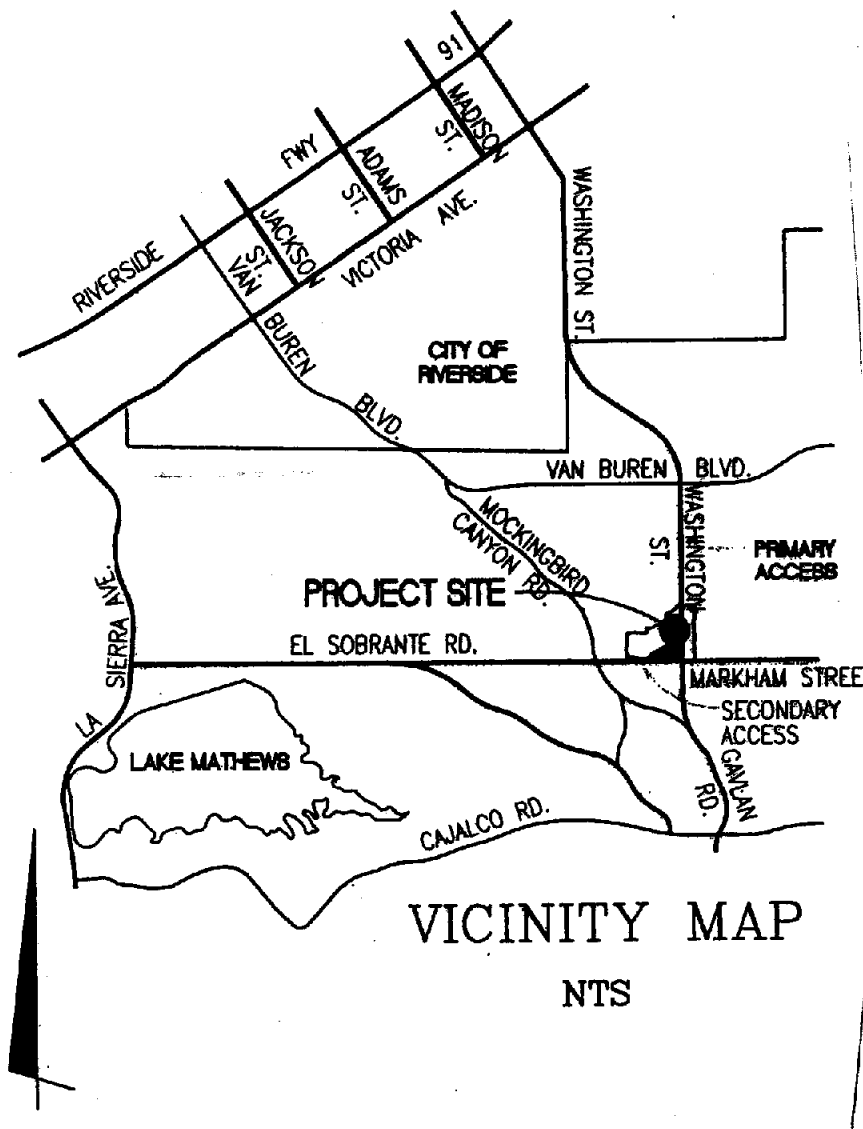 91
FWY
RIVERSIDE
MADISON
ST.
ADAMS
ST.
JACKSON
ST.
VICTORIA AVE.
WASHINGTON ST.
VAN
BUREN
BLVD.
CITY OF
RIVERSIDE
VAN BUREN BLVD.
MOCKINGBIRD
CANYON RD.
WASHINGTON
ST.
PRIMARY
ACCESS
PROJECT SITE
EL SOBRANTE RD.
MARKHAM STREE
SECONDARY
ACCESS
LA SIERRA AVE.
LAKE MATHEWS
GAVLAN
RD.
CAJALCO RD.
VICINITY MAP
NTS